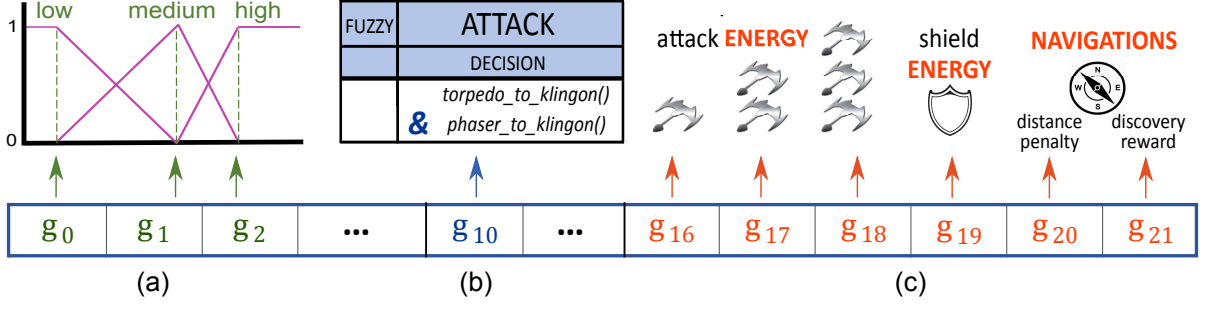 low medium high
1
0
FUZZY ATTACK
DECISION
torpedo_to_klingon()
& phaser_to_klingon()
attack ENERGY
shield
ENERGY
NAVIGATIONS
N
W E
S
distance discovery
penalty reward
g0 g1 g2 ... g10 ... g16 g17 g18 g19 g20 g21
(a) (b) (c)